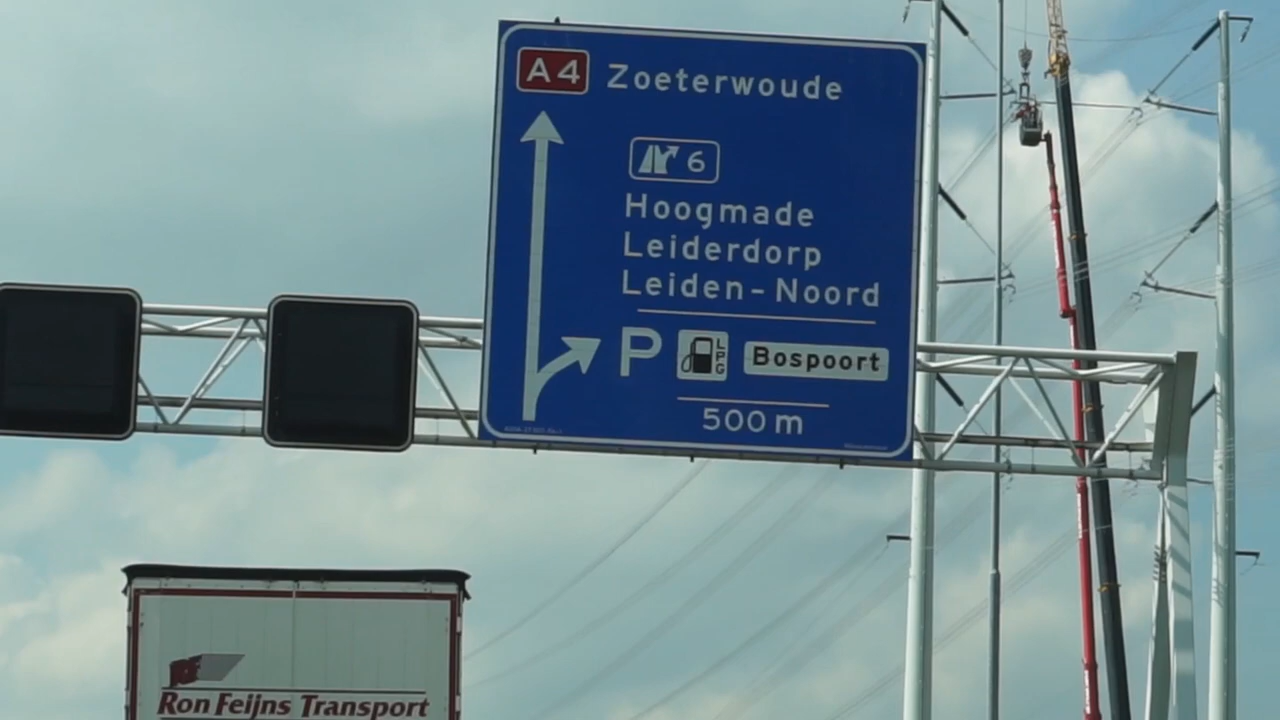 A4 Zoeterwoude
6
Hoogmade
Leiderdorp
Leiden-Noord
P LPG Bospoort
500 m
Ron Feijns Transport